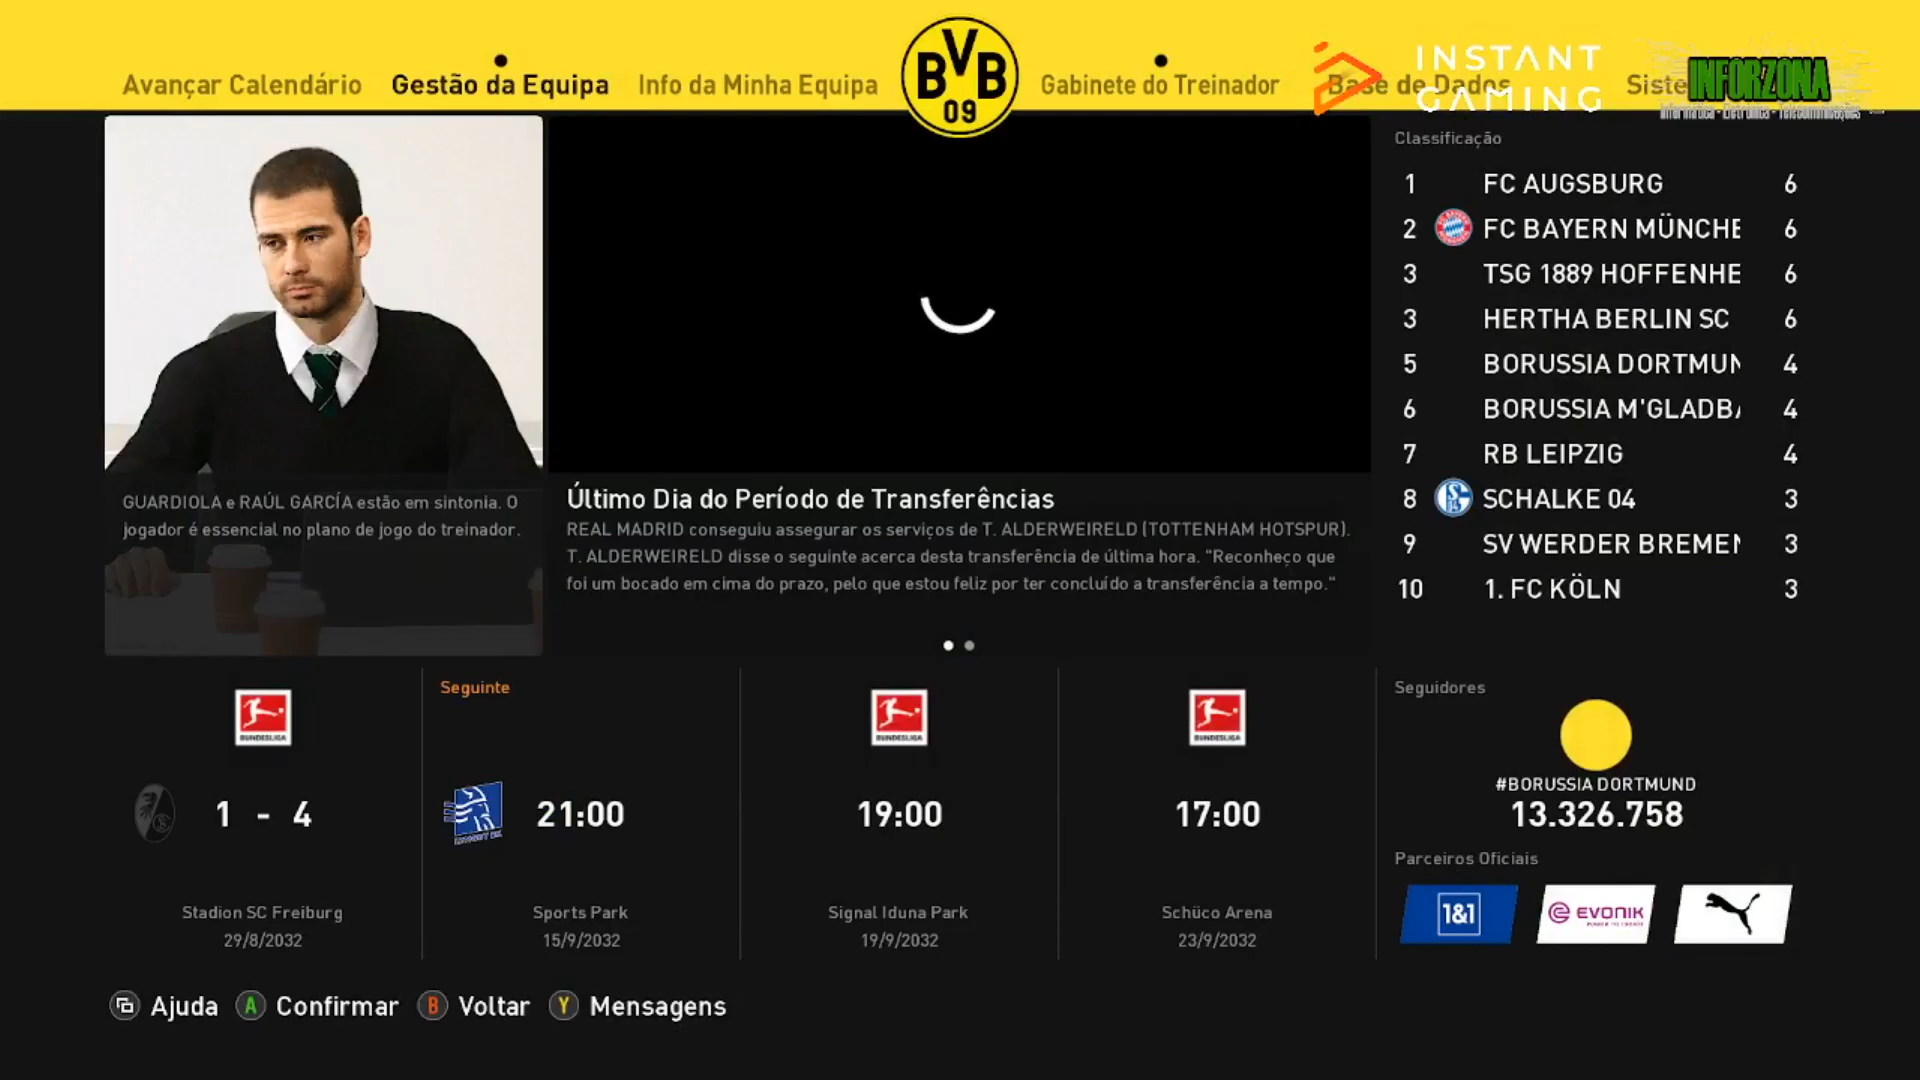 Avançar Calendário
Gestão da Equipa
Info da Minha Equipa
BVB
09
Gabinete do Treinador
Base de Dados
INSTANT
GAMING
INFORZONA
Informática - Eletrónica - Telecomunicações
GUARDIOLA e RAÚL GARCÍA estão em sintonia. O
jogador é essencial no plano de jogo do treinador.
Último Dia do Período de Transferências
REAL MADRID conseguiu assegurar os serviços de T. ALDERWEIRELD (TOTTENHAM HOTSPUR).
T. ALDERWEIRELD disse o seguinte acerca desta transferência de última hora. "Reconheço que
foi um bocado em cima do prazo, pelo que estou feliz por ter concluído a transferência a tempo."
Classificação
1 FC AUGSBURG 6
2 FC BAYERN MÜNCHE 6
3 TSG 1889 HOFFENHE 6
3 HERTHA BERLIN SC 6
5 BORUSSIA DORTMUN 4
6 BORUSSIA M'GLADBA 4
7 RB LEIPZIG 4
8 SCHALKE 04 3
9 SV WERDER BREMEN 3
10 1. FC KÖLN 3
BUNDESLIGA
1 - 4
Stadion SC Freiburg
29/8/2032
Seguinte
21:00
Sports Park
15/9/2032
BUNDESLIGA
19:00
Signal Iduna Park
19/9/2032
BUNDESLIGA
17:00
Schüco Arena
23/9/2032
Seguidores
#BORUSSIA DORTMUND
13.326.758
Parceiros Oficiais
1&1
EVONIK
Ajuda
A Confirmar
B Voltar
Y Mensagens